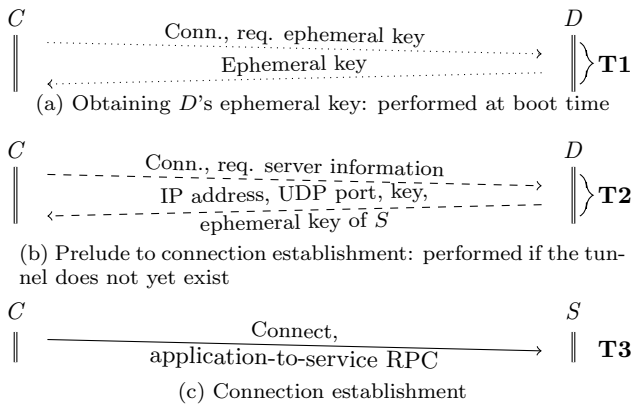 C D
Conn., req. ephemeral key
Ephemeral key
T1
(a) Obtaining D's ephemeral key: performed at boot time
C D
Conn., req. server information
IP address, UDP port, key,
T2
ephemeral key of S
(b) Prelude to connection establishment: performed if the tun-
nel does not yet exist
C S
Connect,
T3
application-to-service RPC
(c) Connection establishment